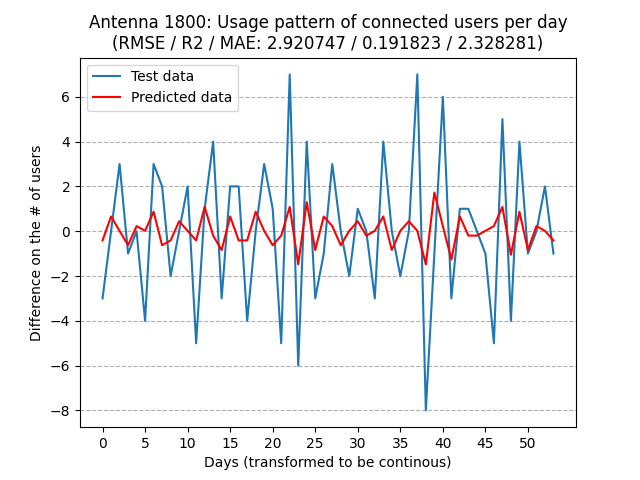 Antenna 1800: Usage pattern of connected users per day
(RMSE / R2 / MAE: 2.920747 / 0.191823 / 2.328281)
Test data
Predicted data
Difference on the # of users
6
4
2
0
−2
−4
−6
−8
0 5 10 15 20 25 30 35 40 45 50
Days (transformed to be continous)